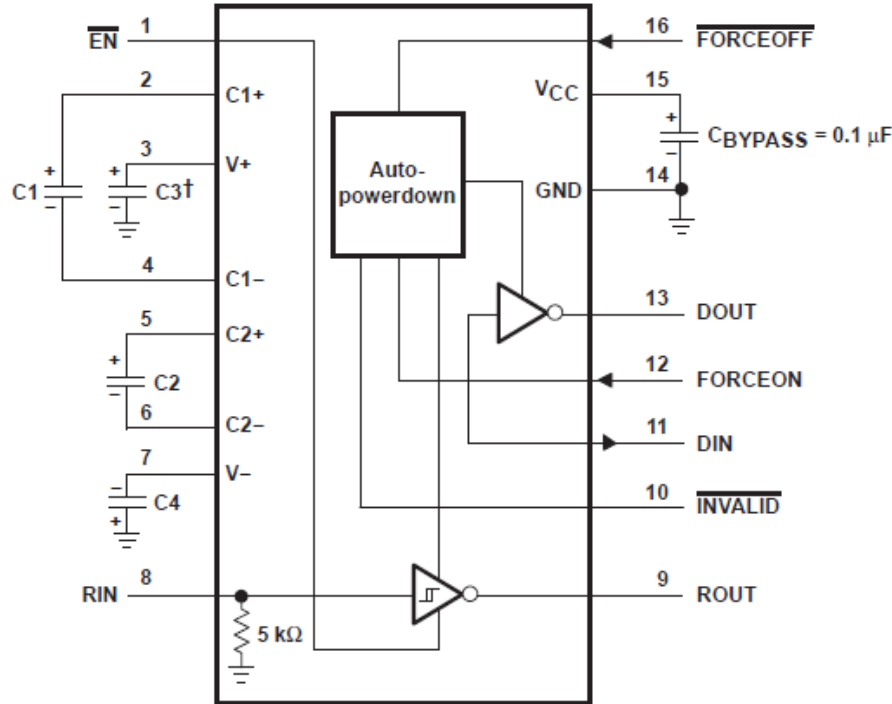 EN
1
16
FORCEOFF
2
C1+
VCC
15
+
CBYPASS = 0.1 μF
−
3
V+
+
C1
−
+
C3†
−
Auto-
powerdown
14
GND
4
C1−
13
DOUT
5
C2+
+
C2
−
12
FORCEON
6
C2−
11
DIN
7
V−
−
C4
+
10
INVALID
RIN
8
9
ROUT
5 kΩ